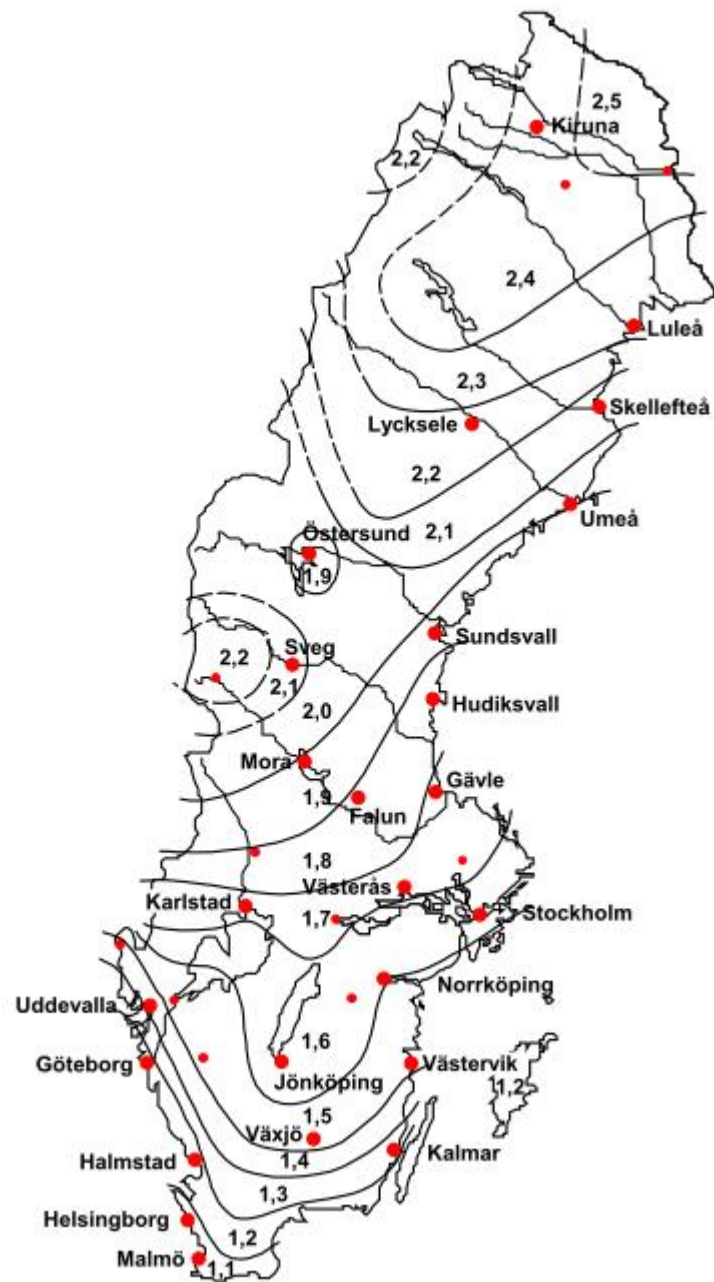 2,5
Kiruna
2,2
2,4
Luleå
2,3
Skellefteå
Lycksele
2,2
Umeå
2,1
Östersund
1,9
Sundsvall
Sveg
2,2
2,1
2,0
Hudiksvall
Mora
Gävle
1,9
Falun
1,8
Västerås
Karlstad
1,7
Stockholm
Norrköping
Uddevalla
1,6
Göteborg
Jönköping
Västervik
1,2
1,5
Växjö
1,4
Kalmar
Halmstad
1,3
Helsingborg
1,2
Malmö
1,1